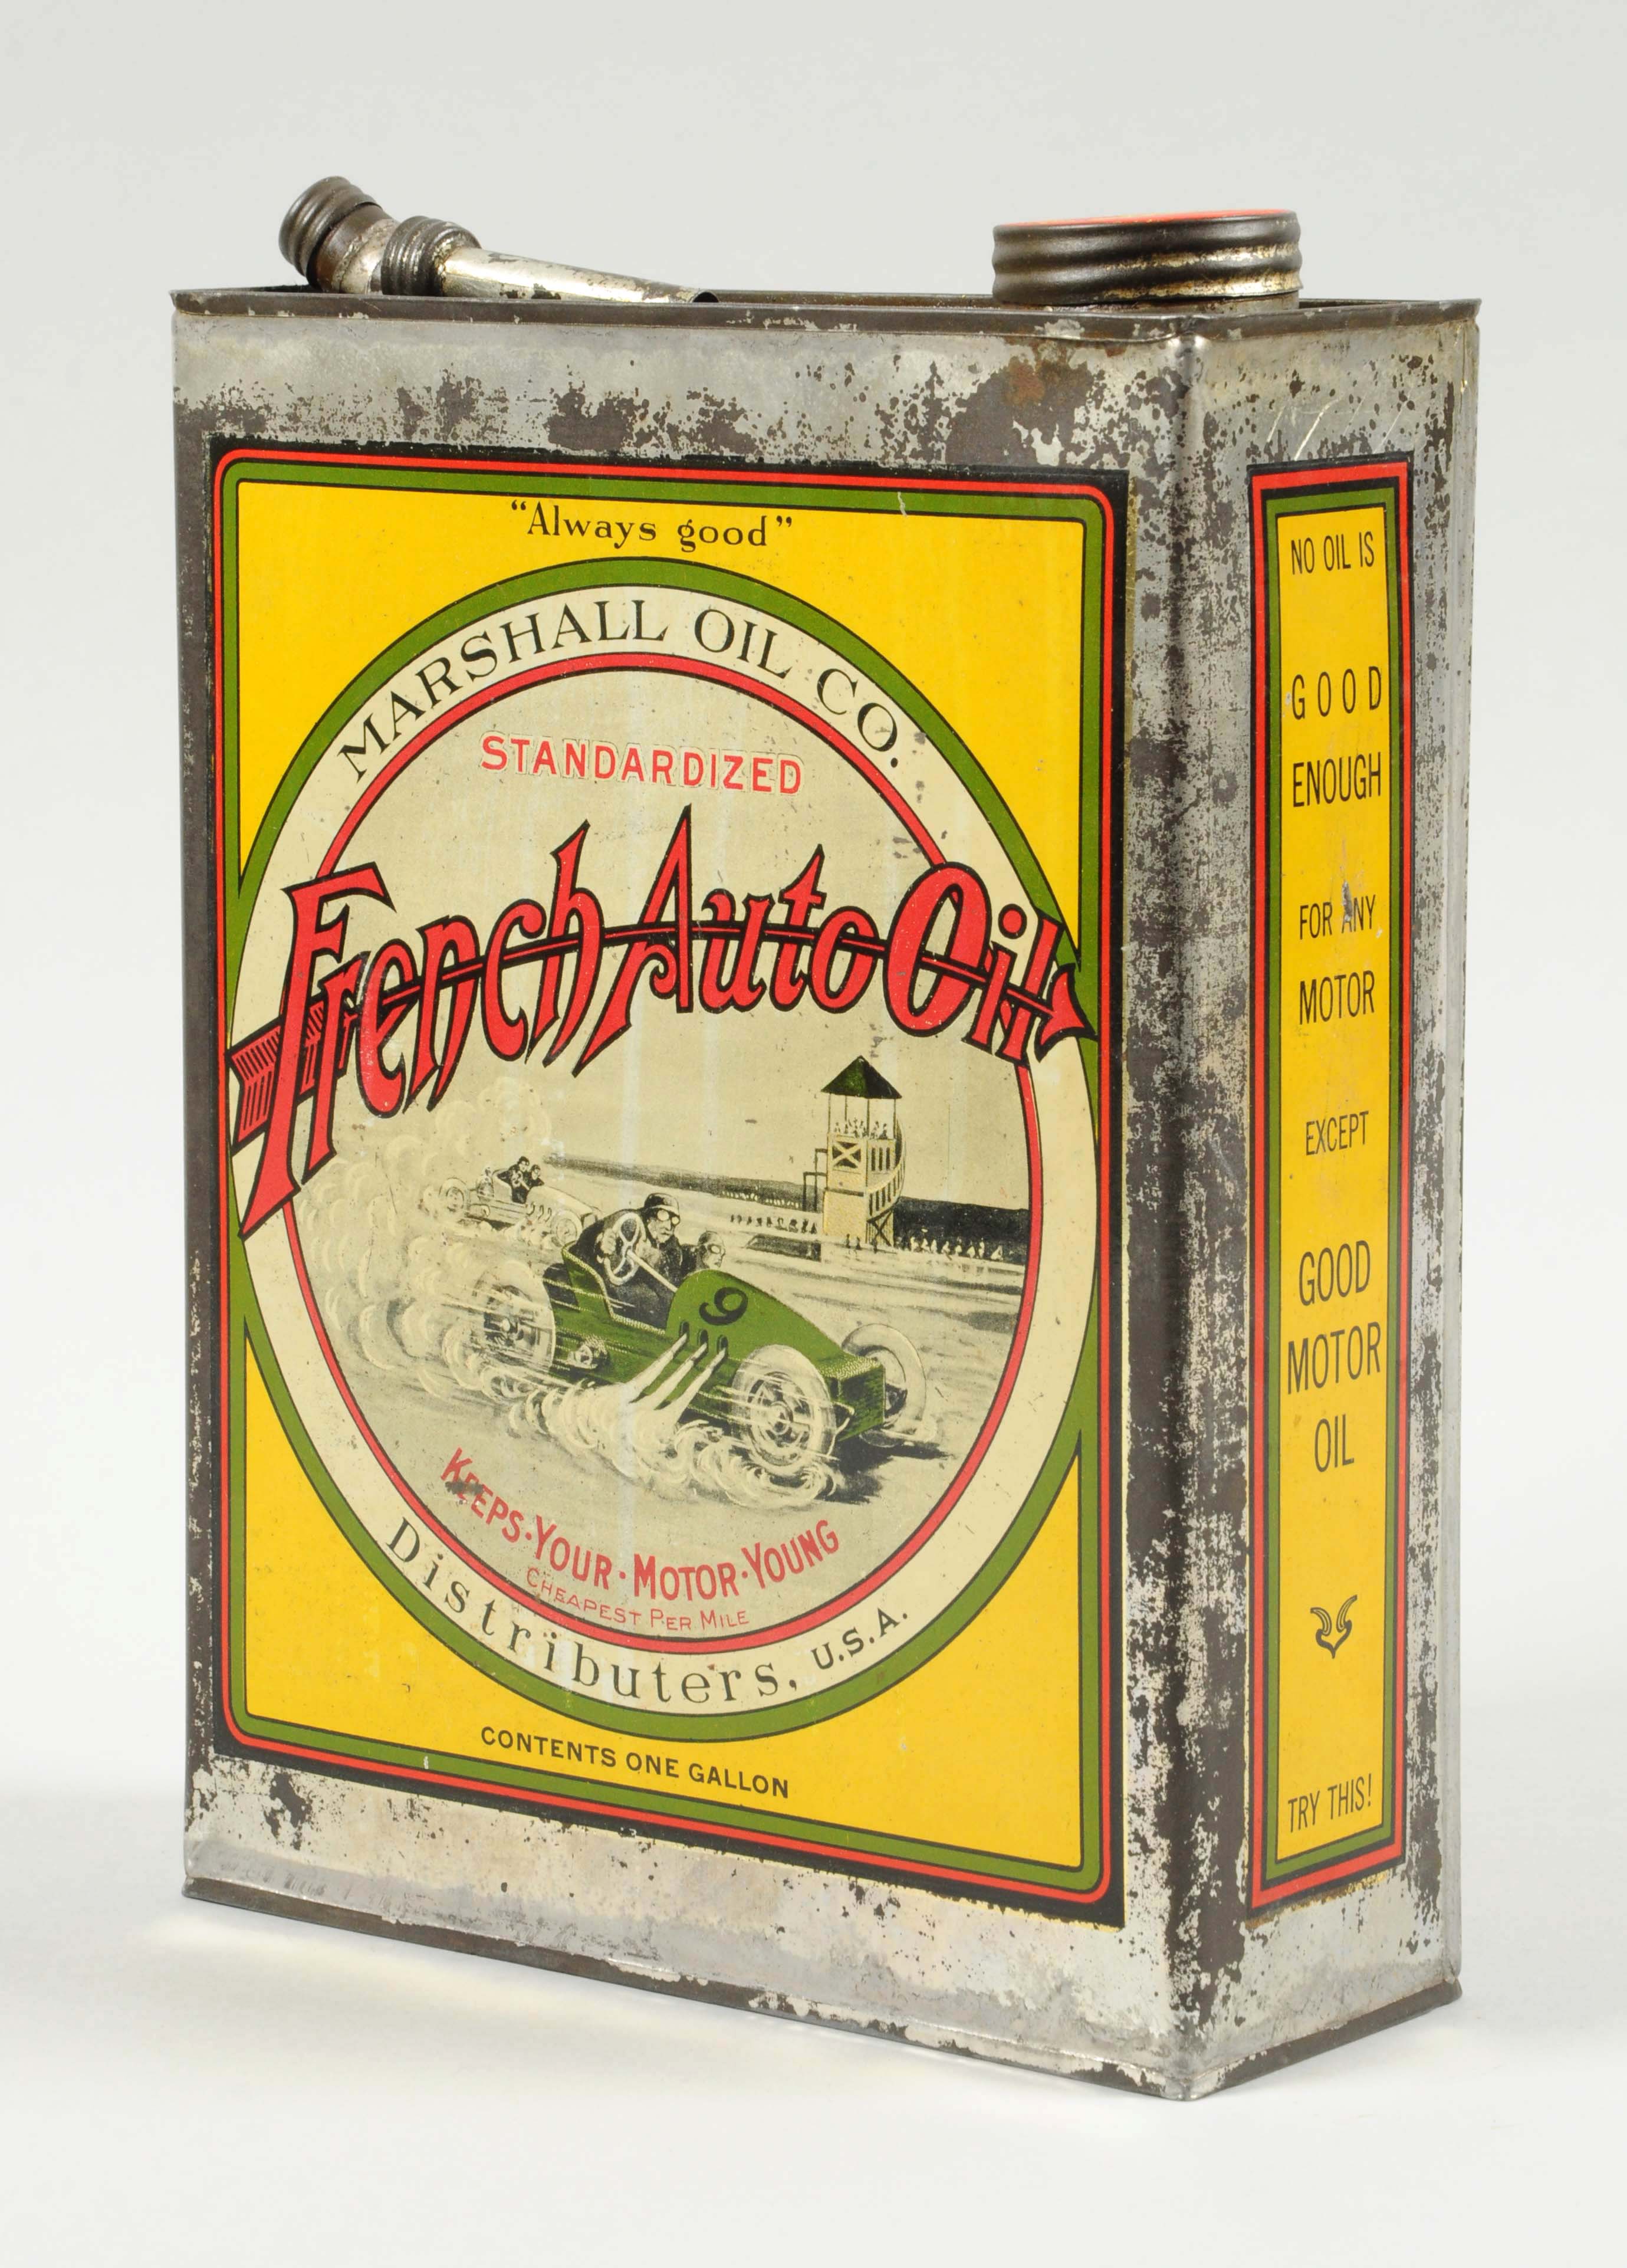 “Always good”
MARSHALL OIL CO.
STANDARDIZED
French Auto Oil
9
KEEPS·YOUR·MOTOR·YOUNG
CHEAPEST PER MILE
Distributers, U.S.A.
CONTENTS ONE GALLON
NO OIL IS
GOOD
ENOUGH
FOR ANY
MOTOR
EXCEPT
GOOD
MOTOR
OIL
TRY THIS!